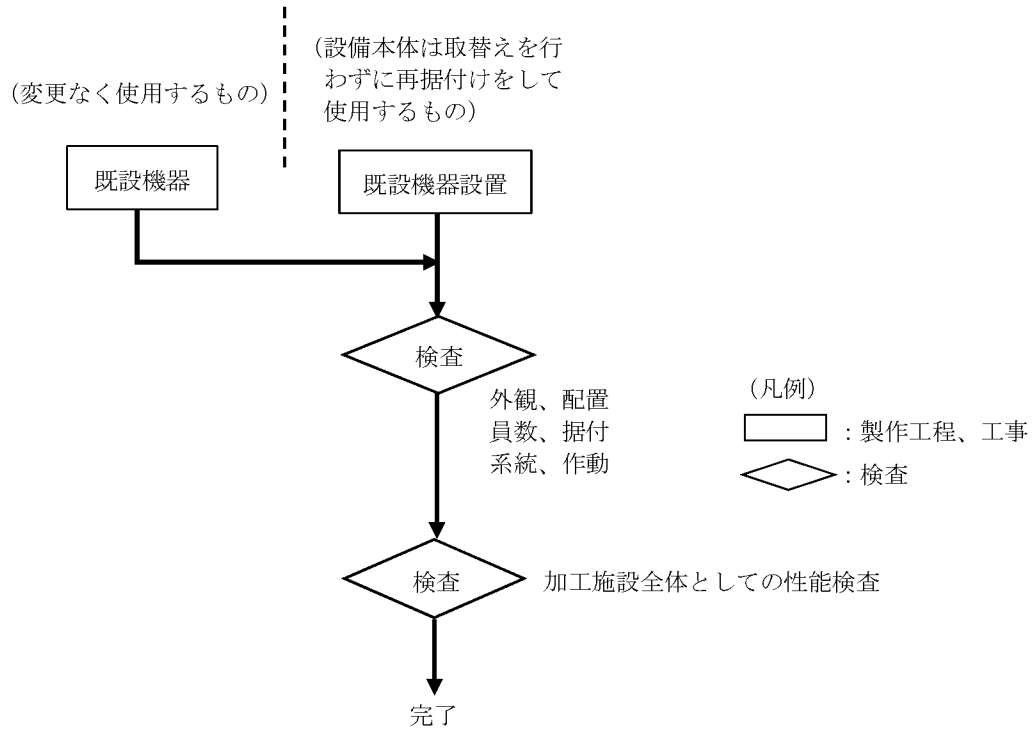 （変更なく使用するもの）
（設備本体は取替えを行
わずに再据付けをして
使用するもの）
既設機器
既設機器設置
検査
外観、配置
員数、据付
系統、作動
（凡例）
：製作工程、工事
：検査
検査
加工施設全体としての性能検査
完了